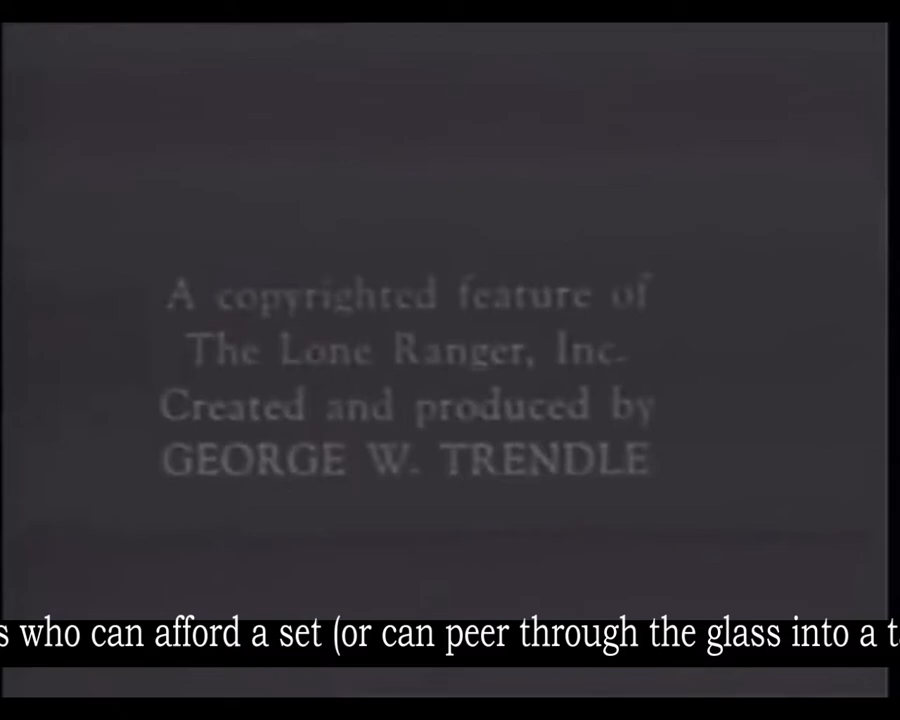 A copyrighted feature of
The Lone Ranger, Inc.
Created and produced by
GEORGE W. TRENDLE
who can afford a set (or can peer through the glass into a